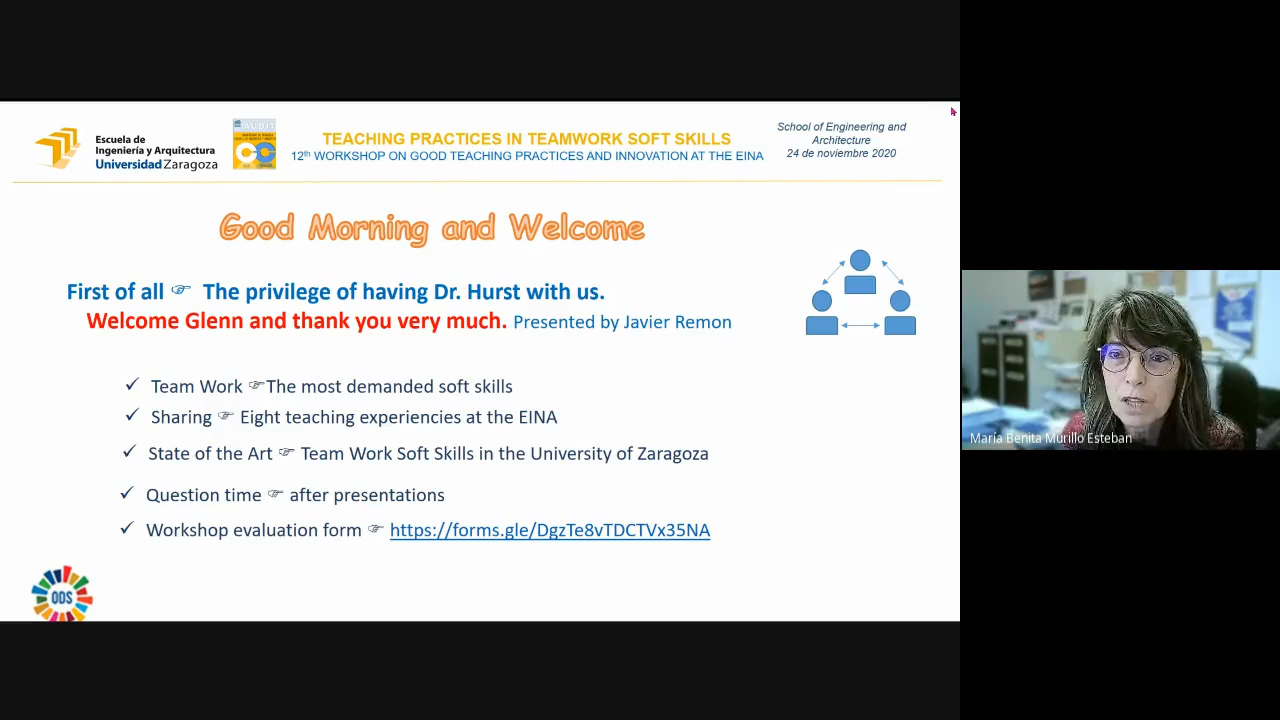 Escuela de
Ingeniería y Arquitectura
Universidad Zaragoza
AUDIT
TEACHING PRACTICES IN TEAMWORK SOFT SKILLS
12th WORKSHOP ON GOOD TEACHING PRACTICES AND INNOVATION AT THE EINA
School of Engineering and
Architecture
24 de noviembre 2020
Good Morning and Welcome
First of all ☞ The privilege of having Dr. Hurst with us.
Welcome Glenn and thank you very much. Presented by Javier Remon
✓ Team Work ☞The most demanded soft skills
✓ Sharing ☞ Eight teaching experiencies at the EINA
✓ State of the Art ☞ Team Work Soft Skills in the University of Zaragoza
✓ Question time ☞ after presentations
✓ Workshop evaluation form ☞ https://forms.gle/DgzTe8vTDCTVx35NA
ODS
María Benita Murillo Esteban